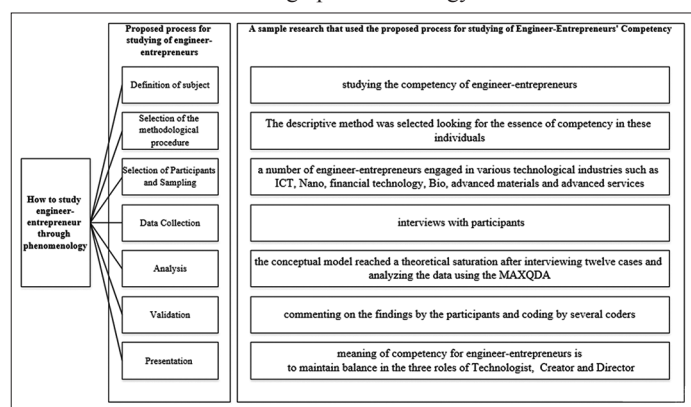 Proposed process for
studying of engineer-
entrepreneurs
A sample research that used the proposed process for studying of Engineer-Entrepreneurs' Competency
How to study
engineer-
entrepreneur
through
phenomenology
Definition of subject
studying the competency of engineer-entrepreneurs
Selection of the
methodological
procedure
The descriptive method was selected looking for the essence of competency in these
individuals
Selection of Participants
and Sampling
a number of engineer-entrepreneurs engaged in various technological industries such as
ICT, Nano, financial technology, Bio, advanced materials and advanced services
Data Collection
interviews with participants
Analysis
the conceptual model reached a theoretical saturation after interviewing twelve cases and
analyzing the data using the MAXQDA
Validation
commenting on the findings by the participants and coding by several coders
Presentation
meaning of competency for engineer-entrepreneurs is
to maintain balance in the three roles of Technologist, Creator and Director